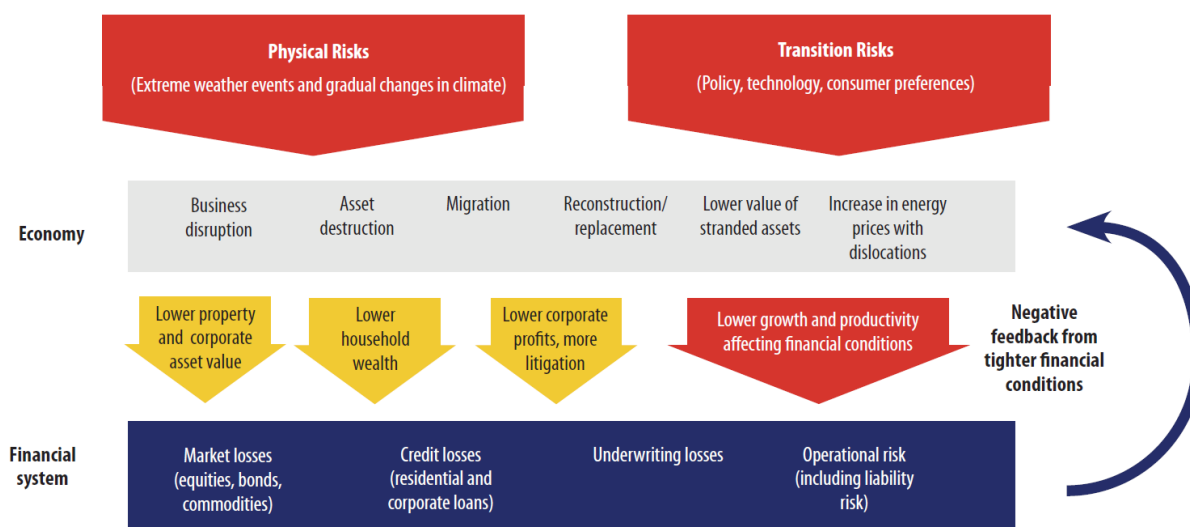 Physical Risks
(Extreme weather events and gradual changes in climate)
Transition Risks
(Policy, technology, consumer preferences)
Economy
Business
disruption
Asset
destruction
Migration
Reconstruction/
replacement
Lower value of
stranded assets
Increase in energy
prices with
dislocations
Lower property
and corporate
asset value
Lower
household
wealth
Lower corporate
profits, more
litigation
Lower growth and productivity
affecting financial conditions
Negative
feedback from
tighter financial
conditions
Financial
system
Market losses
(equities, bonds,
commodities)
Credit losses
(residential and
corporate loans)
Underwriting losses
Operational risk
(including liability
risk)